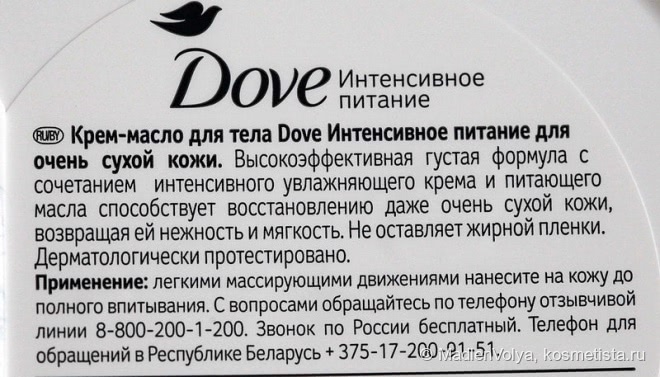 Dove Интенсивное
питание
RUBY Крем-масло для тела Dove Интенсивное питание для
очень сухой кожи. Высокоэффективная густая формула с
сочетанием интенсивного увлажняющего крема и питающего
масла способствует восстановлению даже очень сухой кожи,
возвращая ей нежность и мягкость. Не оставляет жирной пленки.
Дерматологически протестировано.
Применение: легкими массирующими движениями нанесите на кожу до
полного впитывания. С вопросами обращайтесь по телефону отзывчивой
линии 8-800-200-1-200. Звонок по России бесплатный. Телефон для
обращений в Республике Беларусь + 375-17-200-91-51.
© Madlenvolya, kosmetista.ru